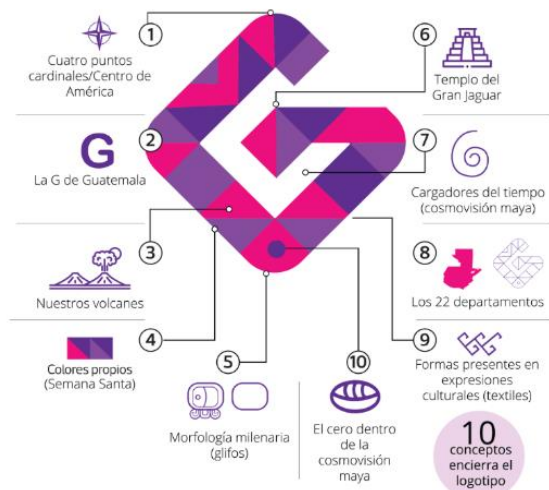 1
Cuatro puntos
cardinales/Centro de
América
2
G
La G de Guatemala
3
Nuestros volcanes
4
Colores propios
(Semana Santa)
5
Morfología milenaria
(glifos)
6
Templo del
Gran Jaguar
7
Cargadores del tiempo
(cosmovisión maya)
8
Los 22 departamentos
9
Formas presentes en
expresiones
culturales (textiles)
10
El cero dentro
de la
cosmovisión
maya
10
conceptos
encierra el
logotipo